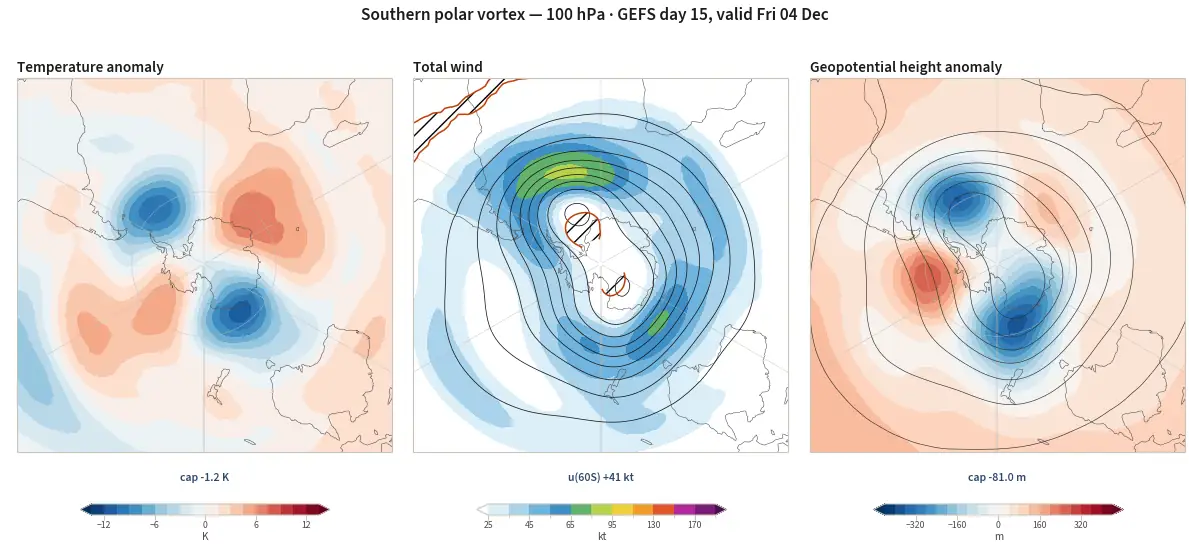 Southern polar vortex — 100 hPa · GEFS day 15, valid Fri 04 Dec
Temperature anomaly
Total wind
Geopotential height anomaly
cap -1.2 K
u(60S) +41 kt
cap -81.0 m
−12 −6 0 6 12
K
25 45 65 95 130 170
kt
−320 −160 0 160 320
m